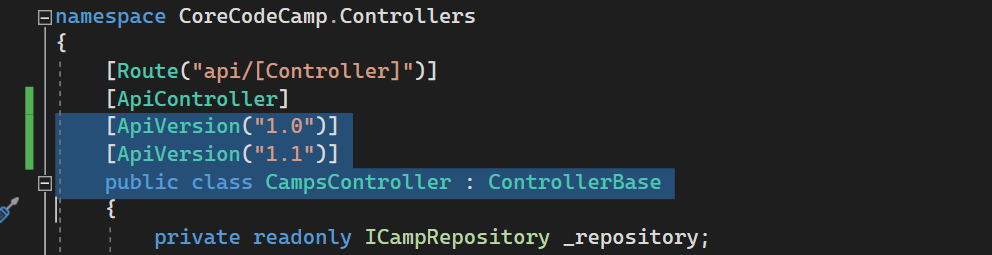 namespace CoreCodeCamp.Controllers
{
    [Route("api/[Controller]")]
    [ApiController]
    [ApiVersion("1.0")]
    [ApiVersion("1.1")]
    public class CampsController : ControllerBase
    {
        private readonly ICampRepository _repository;